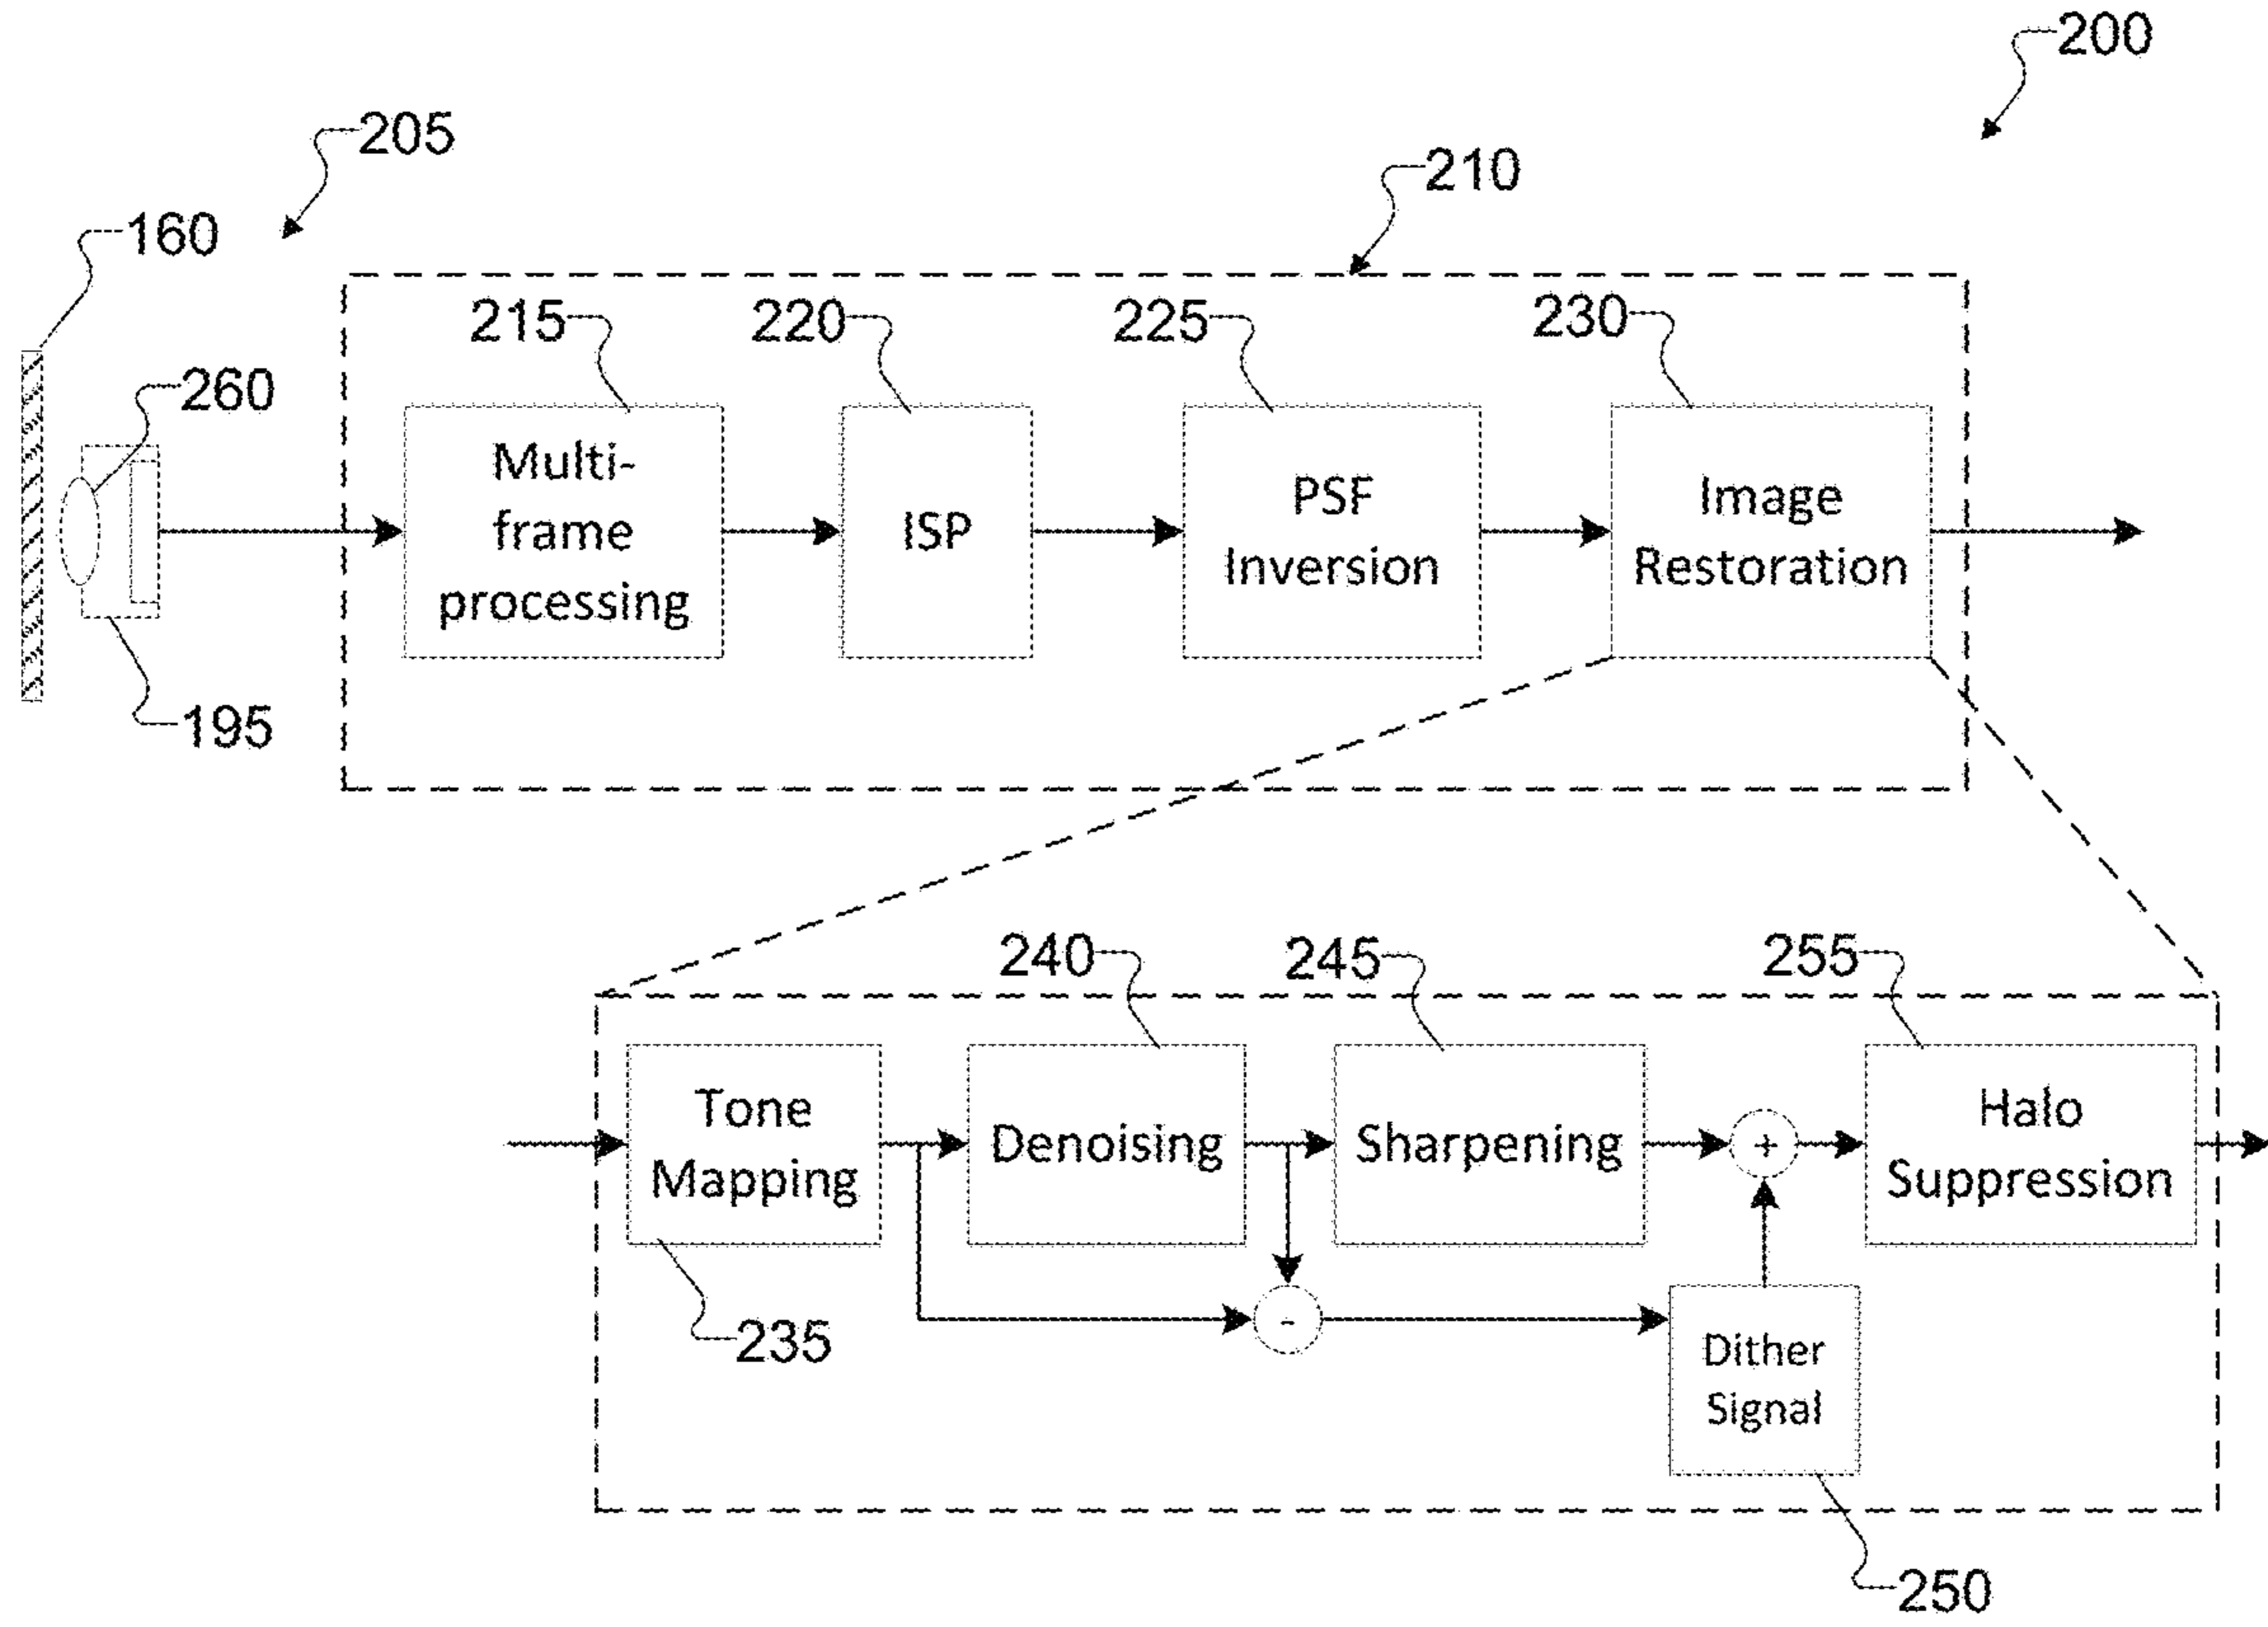 200
205
210
160
215
220
225
230
260
Multi-
frame
processing
ISP
PSF
Inversion
Image
Restoration
195
240
245
255
Tone
Mapping
Denoising
Sharpening
+
Halo
Suppression
235
-
Dither
Signal
250